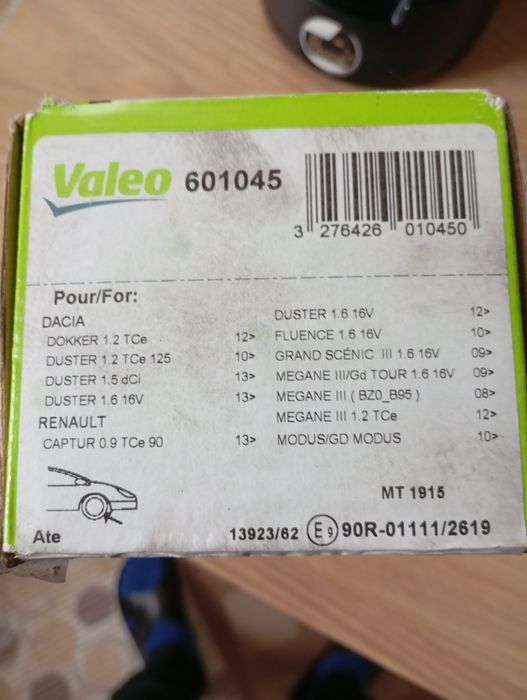 Valeo 601045
3 276426 010450
Pour/For:
DACIA
DOKKER 1.2 TCe 12>
DUSTER 1.2 TCe 125 10>
DUSTER 1.5 dCi 13>
DUSTER 1.6 16V 13>
RENAULT
CAPTUR 0.9 TCe 90 13>
DUSTER 1.6 16V 12>
FLUENCE 1.6 16V 10>
GRAND SCÉNIC III 1.6 16V 09>
MEGANE III/Gd TOUR 1.6 16V 09>
MEGANE III ( BZ0_B95 ) 08>
MEGANE III 1.2 TCe 12>
MODUS/GD MODUS 10>
MT 1915
Ate
13923/62 E9 90R-01111/2619